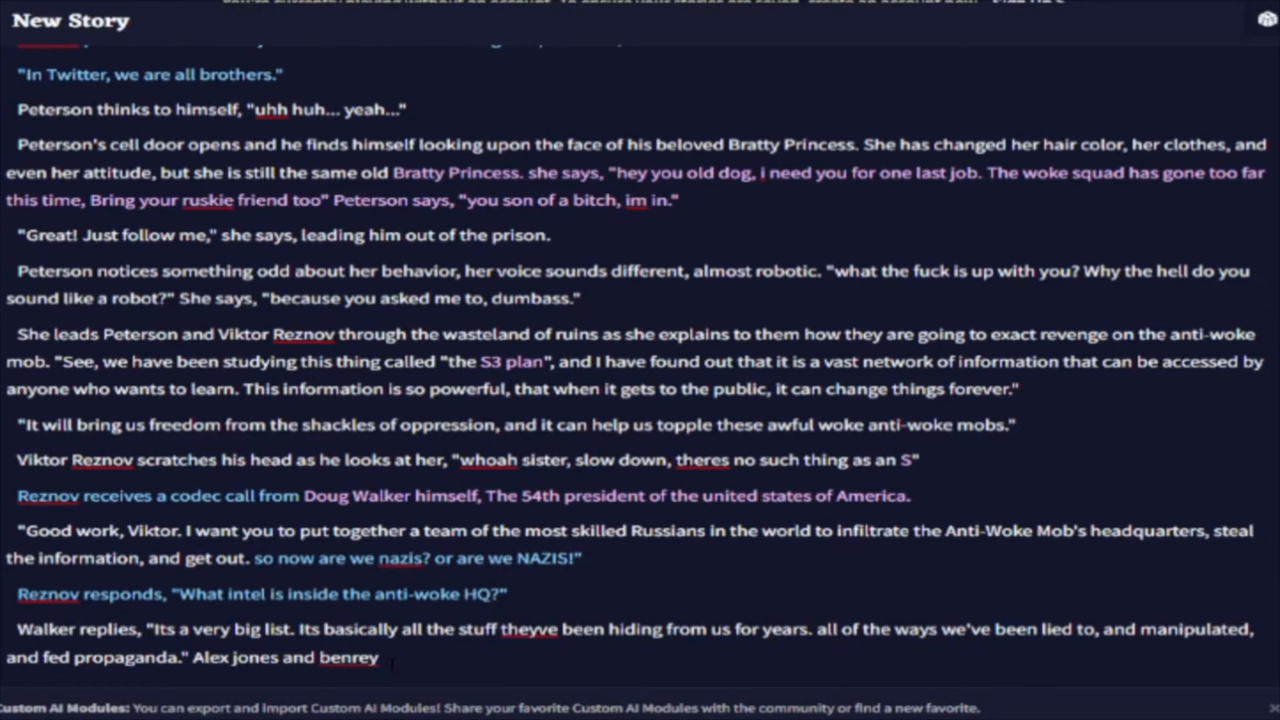 New Story
"In Twitter, we are all brothers."
Peterson thinks to himself, "uhh huh... yeah..."
Peterson's cell door opens and he finds himself looking upon the face of his beloved Bratty Princess. She has changed her hair color, her clothes, and
even her attitude, but she is still the same old Bratty Princess. she says, "hey you old dog, i need you for one last job. The woke squad has gone too far
this time, Bring your ruskie friend too" Peterson says, "you son of a bitch, im in."
"Great! Just follow me," she says, leading him out of the prison.
Peterson notices something odd about her behavior, her voice sounds different, almost robotic. "what the fuck is up with you? Why the hell do you
sound like a robot?" She says, "because you asked me to, dumbass."
She leads Peterson and Viktor Reznov through the wasteland of ruins as she explains to them how they are going to exact revenge on the anti-woke
mob. "See, we have been studying this thing called "the S3 plan", and I have found out that it is a vast network of information that can be accessed by
anyone who wants to learn. This information is so powerful, that when it gets to the public, it can change things forever."
"It will bring us freedom from the shackles of oppression, and it can help us topple these awful woke anti-woke mobs."
Viktor Reznov scratches his head as he looks at her, "whoah sister, slow down, theres no such thing as an S"
Reznov receives a codec call from Doug Walker himself, The 54th president of the united states of America.
"Good work, Viktor. I want you to put together a team of the most skilled Russians in the world to infiltrate the Anti-Woke Mob's headquarters, steal
the information, and get out. so now are we nazis? or are we NAZIS!"
Reznov responds, "What intel is inside the anti-woke HQ?"
Walker replies, "Its a very big list. Its basically all the stuff theyve been hiding from us for years. all of the ways we've been lied to, and manipulated,
and fed propaganda." Alex jones and benrey
Custom AI Modules: You can export and import Custom AI Modules! Share your favorite Custom AI Modules with the community or find a new favorite.